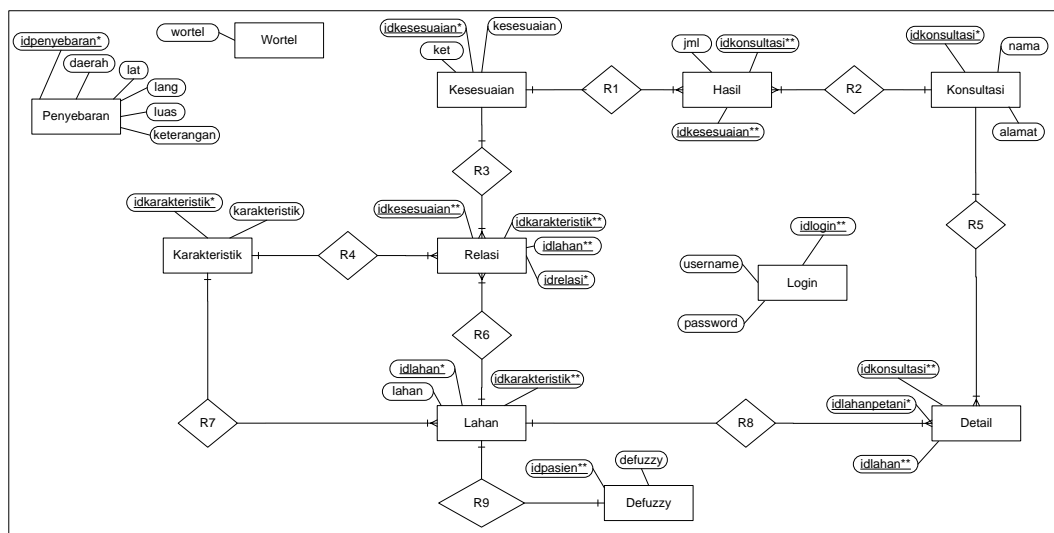 wortel
Wortel
idpenyebaran*
daerah
lat
lang
luas
keterangan
Penyebaran
idkesesuaian*
kesesuaian
ket
Kesesuaian
R1
jml
idkonsultasi**
Hasil
idkesesuaian**
R2
idkonsultasi*
nama
Konsultasi
alamat
R3
idkarakteristik*
karakteristik
Karakteristik
R4
idkesesuaian**
idkarakteristik**
idlahan**
Relasi
idrelasi*
R5
idlogin**
username
Login
password
R6
idlahan*
lahan
idkarakteristik**
Lahan
R7
R8
idkonsultasi**
idlahanpetani*
Detail
idlahan**
R9
idpasien**
defuzzy
Defuzzy